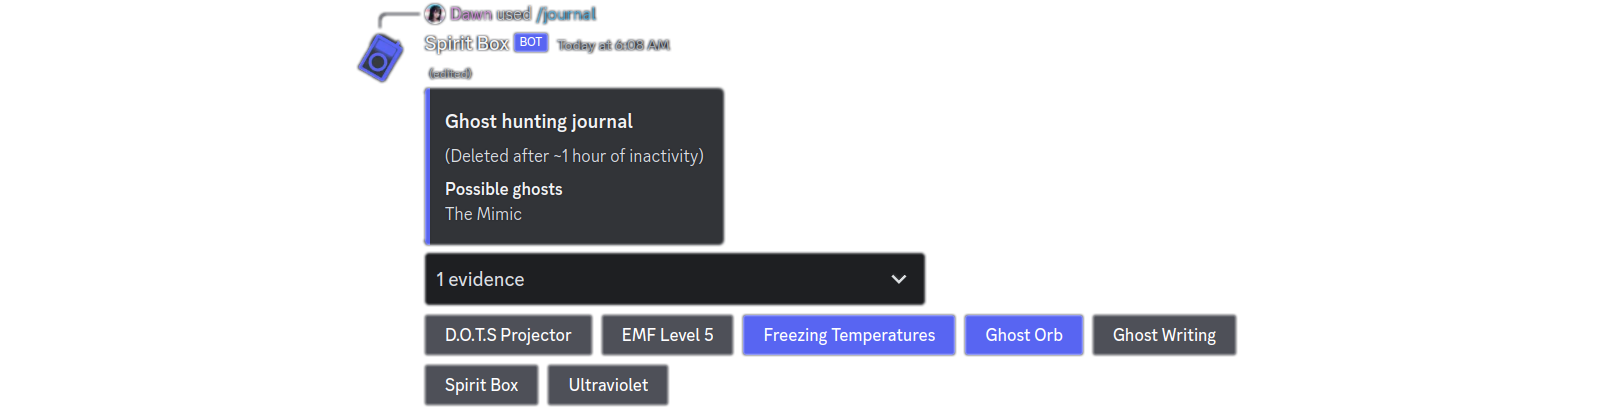 Dawn used /journal
Spirit Box BOT Today at 6:08 AM
(edited)
Ghost hunting journal
(Deleted after ~1 hour of inactivity)
Possible ghosts
The Mimic
1 evidence
D.O.T.S Projector EMF Level 5 Freezing Temperatures Ghost Orb Ghost Writing
Spirit Box Ultraviolet